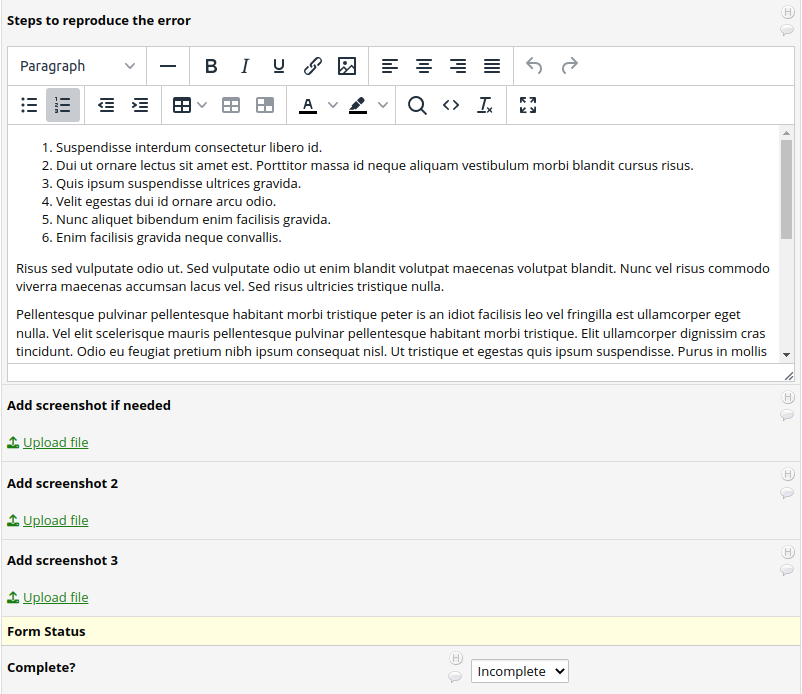 Steps to reproduce the error
H
Paragraph
B I U
A
1. Suspendisse interdum consectetur libero id.
2. Dui ut ornare lectus sit amet est. Porttitor massa id neque aliquam vestibulum morbi blandit cursus risus.
3. Quis ipsum suspendisse ultrices gravida.
4. Velit egestas dui id ornare arcu odio.
5. Nunc aliquet bibendum enim facilisis gravida.
6. Enim facilisis gravida neque convallis.
Risus sed vulputate odio ut. Sed vulputate odio ut enim blandit volutpat maecenas volutpat blandit. Nunc vel risus commodo
viverra maecenas accumsan lacus vel. Sed risus ultricies tristique nulla.
Pellentesque pulvinar pellentesque habitant morbi tristique peter is an idiot facilisis leo vel fringilla est ullamcorper eget
nulla. Vel elit scelerisque mauris pellentesque pulvinar pellentesque habitant morbi tristique. Elit ullamcorper dignissim cras
tincidunt. Odio eu feugiat pretium nibh ipsum consequat nisl. Ut tristique et egestas quis ipsum suspendisse. Purus in mollis
Add screenshot if needed
H
Upload file
Add screenshot 2
H
Upload file
Add screenshot 3
H
Upload file
Form Status
Complete?
H
Incomplete